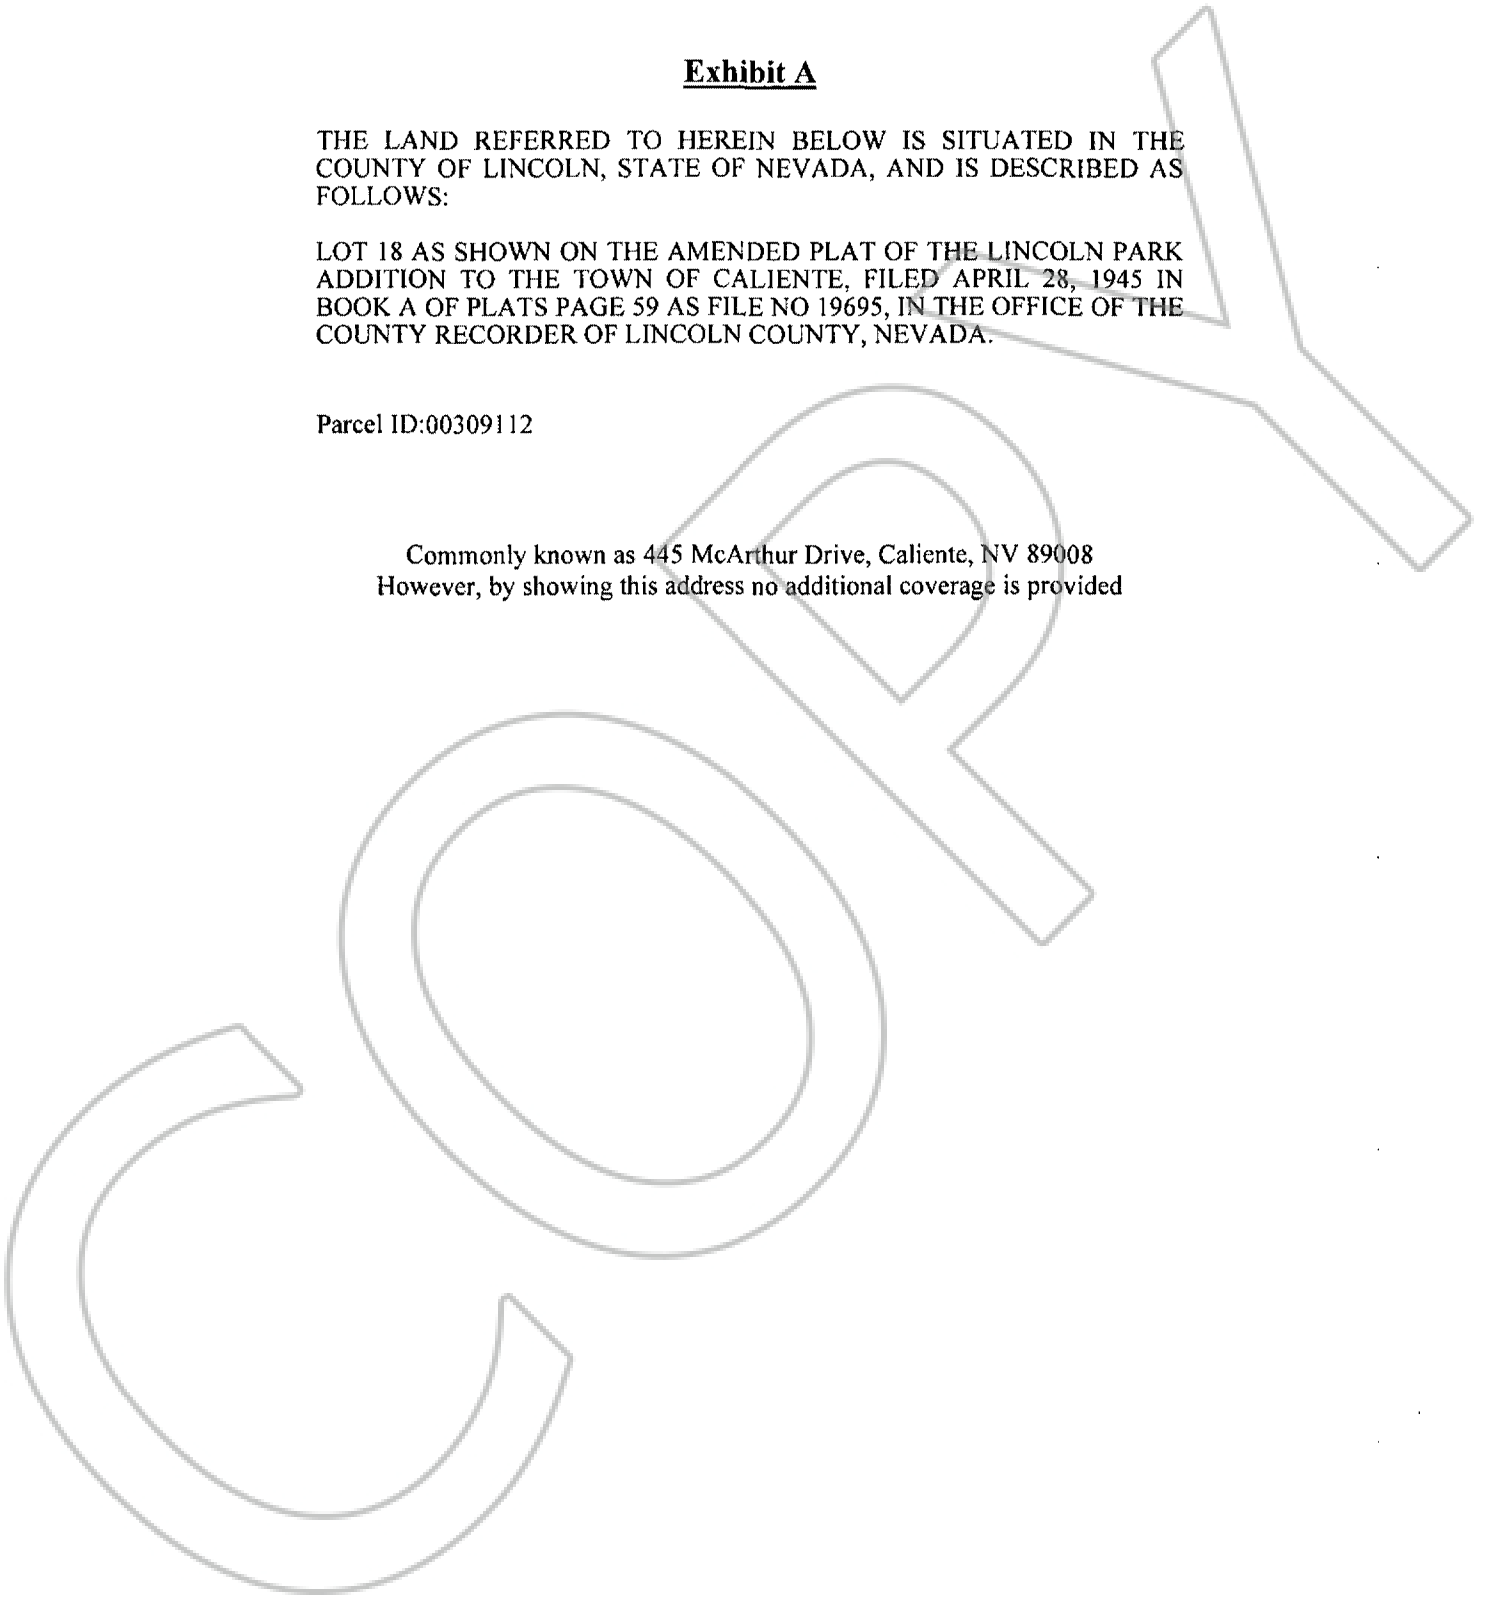 Exhibit A
THE LAND REFERRED TO HEREIN BELOW IS SITUATED IN THE
COUNTY OF LINCOLN, STATE OF NEVADA, AND IS DESCRIBED AS
FOLLOWS:
LOT 18 AS SHOWN ON THE AMENDED PLAT OF THE LINCOLN PARK
ADDITION TO THE TOWN OF CALIENTE, FILED APRIL 28, 1945 IN
BOOK A OF PLATS PAGE 59 AS FILE NO 19695, IN THE OFFICE OF THE
COUNTY RECORDER OF LINCOLN COUNTY, NEVADA.
Parcel ID:00309112
Commonly known as 445 McArthur Drive, Caliente, NV 89008
However, by showing this address no additional coverage is provided
COPY